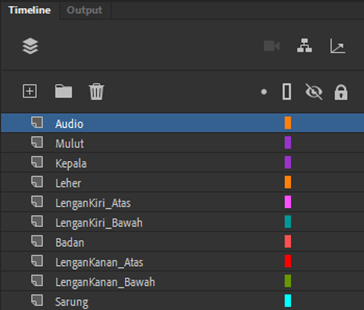 Timeline Output
Audio
Mulut
Kepala
Leher
LenganKiri_Atas
LenganKiri_Bawah
Badan
LenganKanan_Atas
LenganKanan_Bawah
Sarung